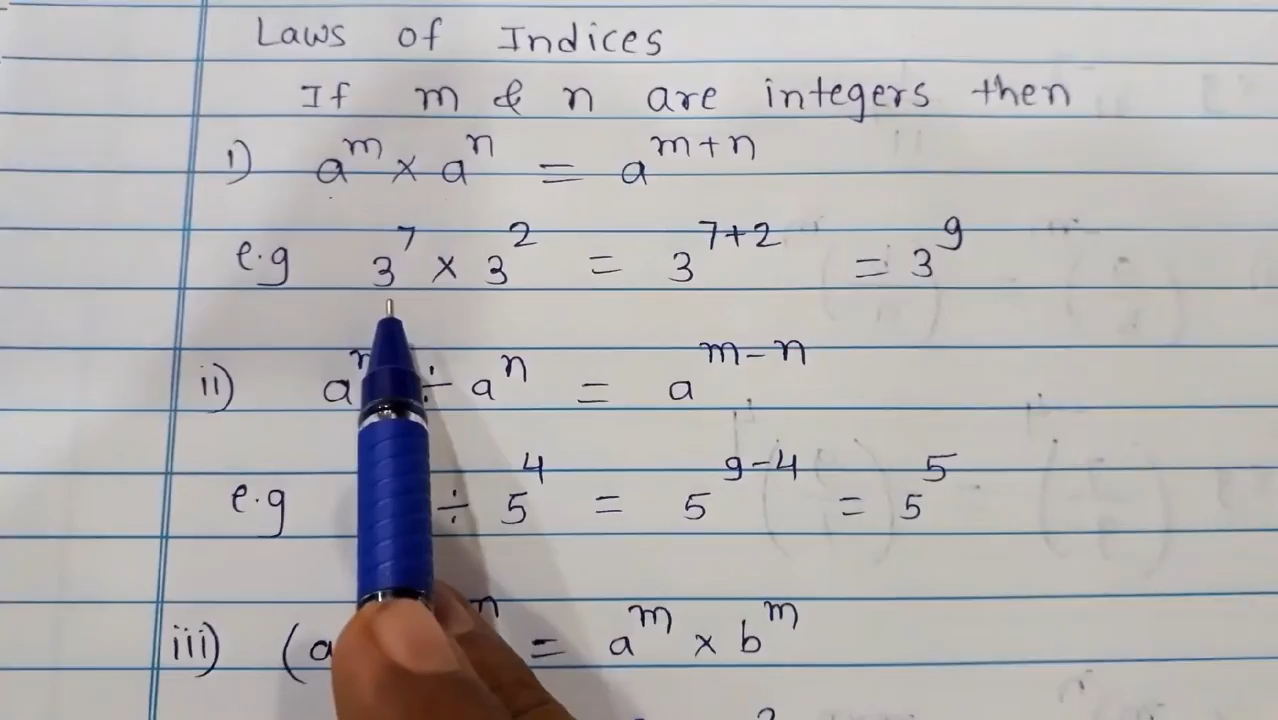 Laws of Indices
If m & n are integers then
i) a^m × a^n = a^{m+n}
e.g 3^7 × 3^2 = 3^{7+2} = 3^9
ii) a ÷ a^n = a^{m-n}
e.g ÷ 5^4 = 5^{9-4} = 5^5
iii) (a = a^m × b^m